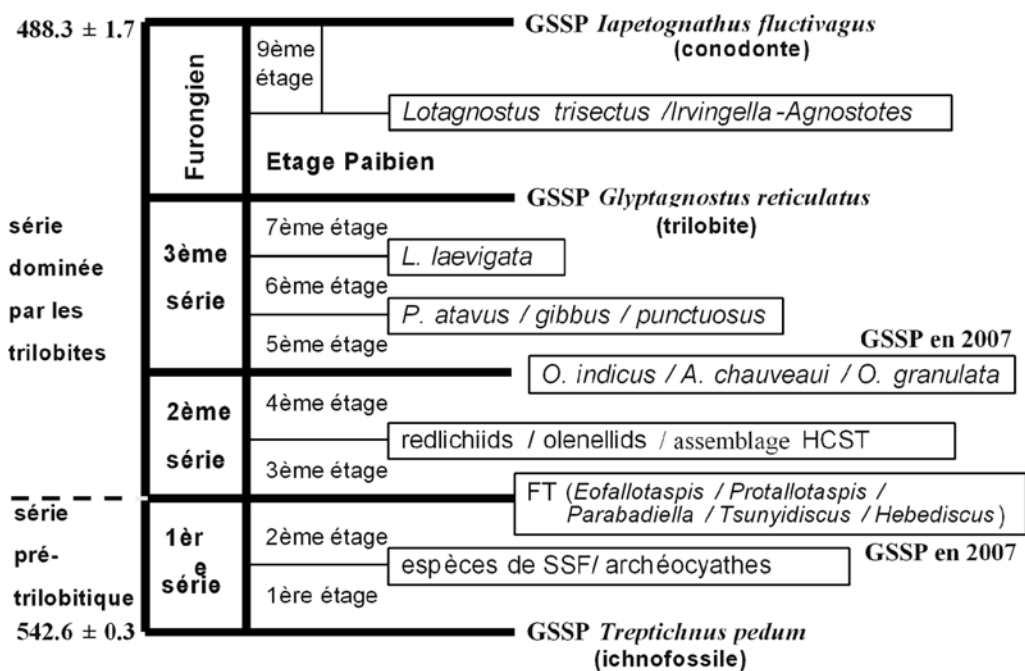 488.3 ± 1.7
GSSP Iapetognathus fluctivagus
(conodonte)
Furongien
9ème
étage
Lotagnostus trisectus /Irvingella-Agnostotes
Etage Paibien
GSSP Glyptagnostus reticulatus
(trilobite)
série
dominée
par les
trilobites
3ème
série
7ème étage
L. laevigata
6ème étage
P. atavus / gibbus / punctuosus
5ème étage
GSSP en 2007
O. indicus / A. chauveaui / O. granulata
2ème
série
4ème étage
redlichiids / olenellids / assemblage HCST
3ème étage
FT (Eofallotaspis / Protallotaspis /
Parabadiella / Tsunyidiscus / Hebediscus)
GSSP en 2007
série
pré-
trilobitique
1ère
série
2ème étage
espèces de SSF/ archéocyathes
1ère étage
542.6 ± 0.3
GSSP Treptichnus pedum
(ichnofossile)